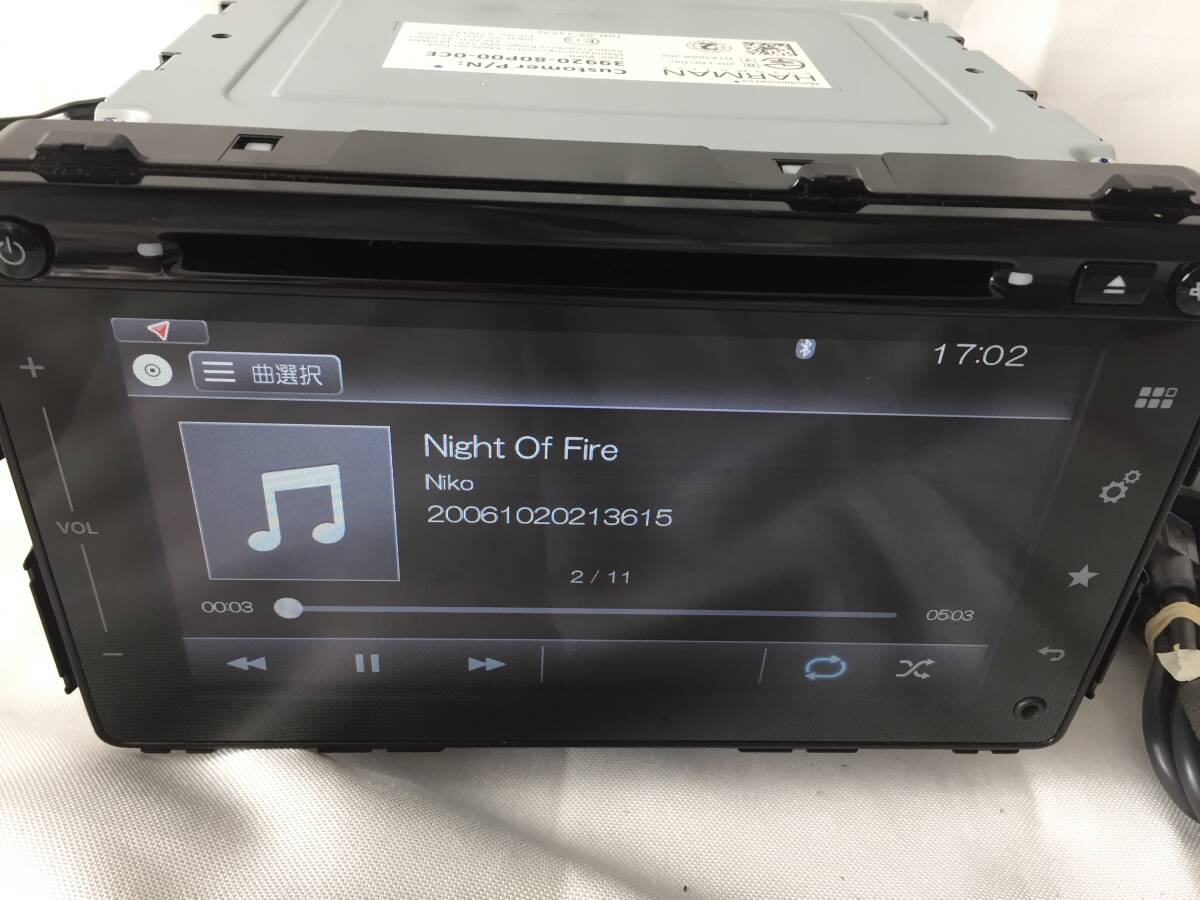 Customer P/N:
39920-80P00-0CE
HARMAN
17:02
曲選択
Night Of Fire
Niko
20061020213615
2 / 11
00:03
05:03
VOL